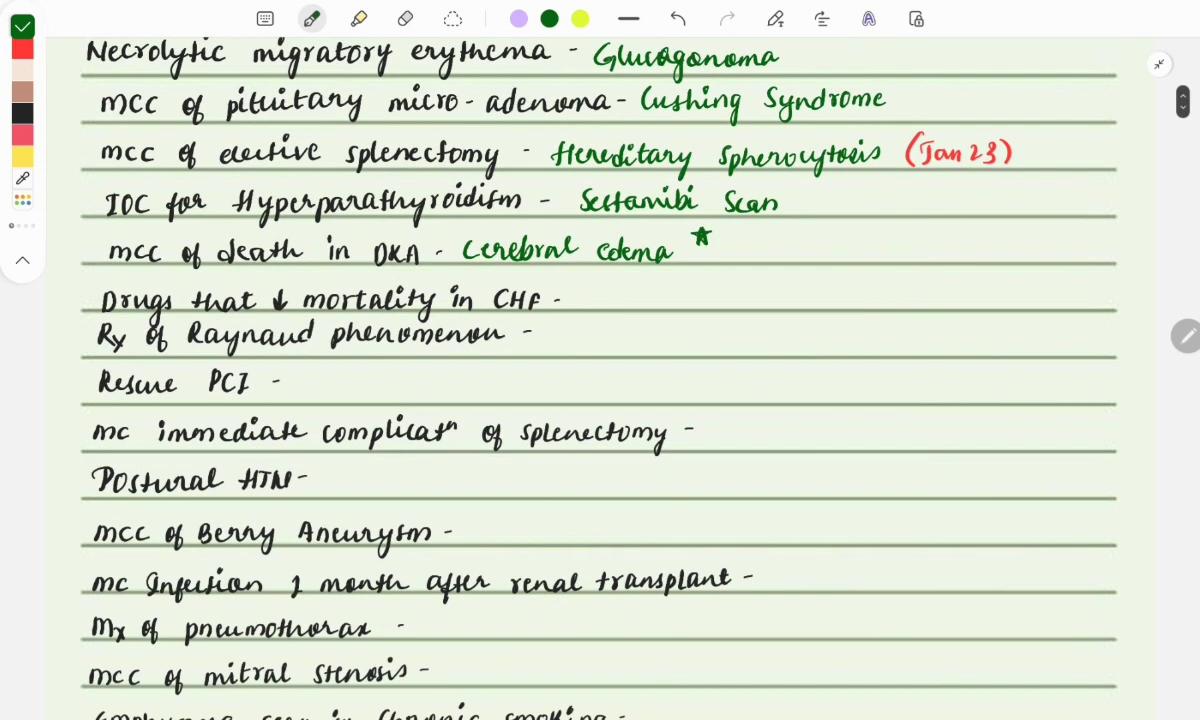 Necrolytic migratory erythema - Glucagonoma
mcc of pituitary micro-adenoma - Cushing Syndrome
mcc of elective splenectomy - Hereditary Spherocytosis (Jan 23)
IOC for Hyperparathyroidism - Sestamibi Scan
mcc of death in DKA - Cerebral edema ★
Drugs that ↓ mortality in CHF -
Rx of Raynaud phenomenon -
Rescue PCI -
mc immediate complicatⁿ of splenectomy -
Postural HTN -
mcc of Berry Aneurysm -
mc Infection 1 month after renal transplant -
Mx of pneumothorax -
mcc of mitral stenosis -